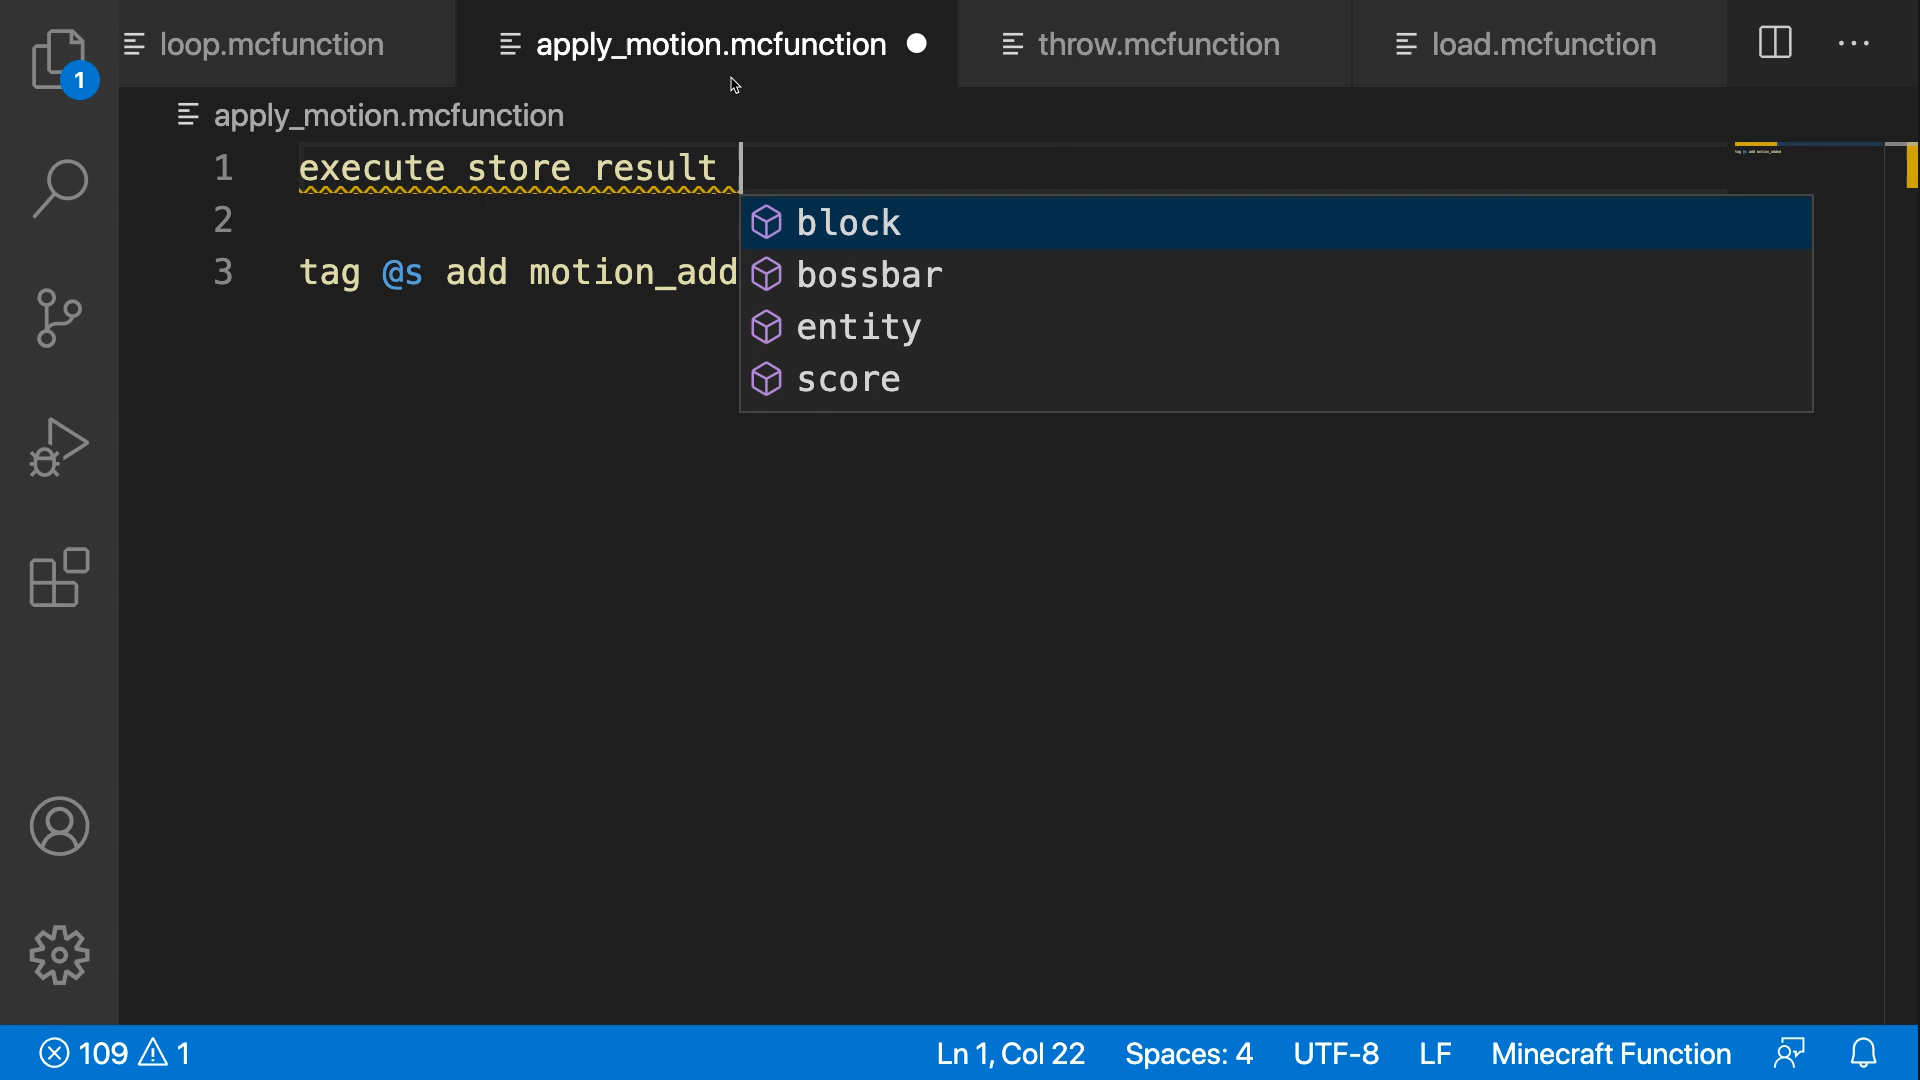 loop.mcfunction
apply_motion.mcfunction
throw.mcfunction
load.mcfunction
1
apply_motion.mcfunction
1 execute store result
2
3 tag @s add motion_add
block
bossbar
entity
score
109 1
Ln 1, Col 22
Spaces: 4
UTF-8
LF
Minecraft Function